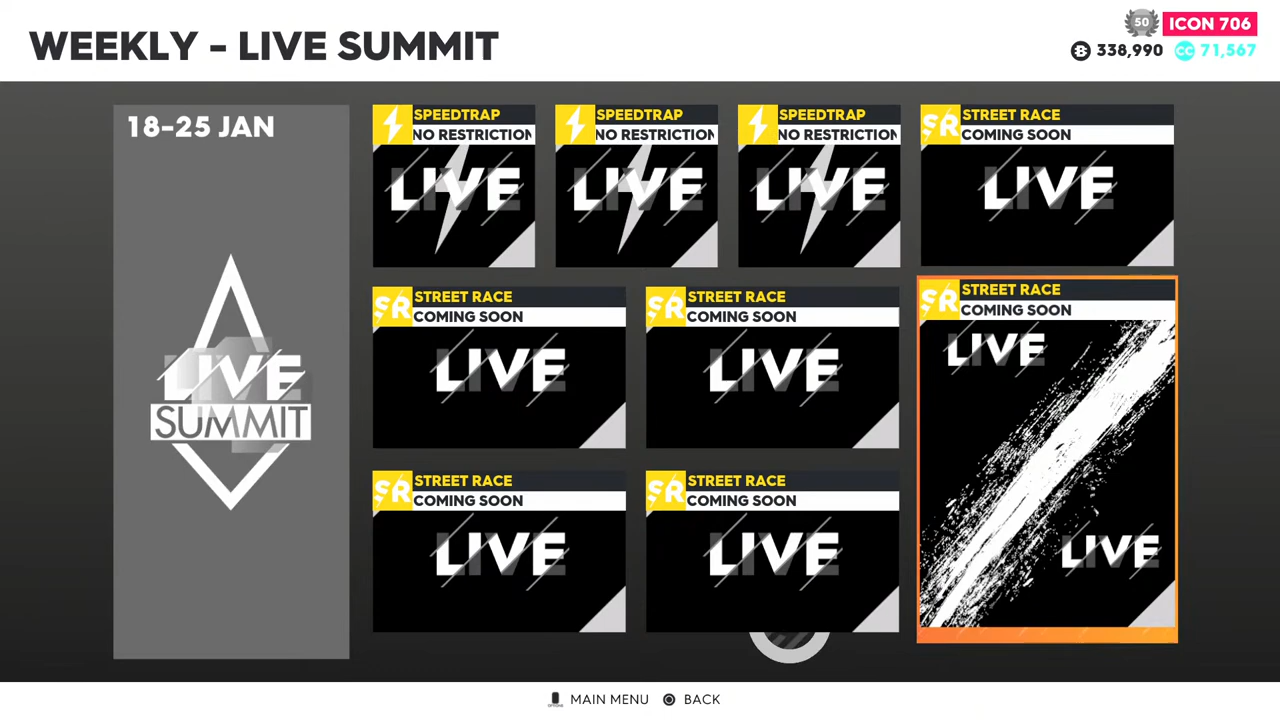 WEEKLY - LIVE SUMMIT
50
ICON 706
338,990
CC 71,567
18-25 JAN
LIVE
SUMMIT
SPEEDTRAP
NO RESTRICTION
LIVE
SPEEDTRAP
NO RESTRICTION
LIVE
SPEEDTRAP
NO RESTRICTION
LIVE
SR
STREET RACE
COMING SOON
LIVE
SR
STREET RACE
COMING SOON
LIVE
SR
STREET RACE
COMING SOON
LIVE
SR
STREET RACE
COMING SOON
LIVE
LIVE
SR
STREET RACE
COMING SOON
LIVE
SR
STREET RACE
COMING SOON
LIVE
OPTIONS
MAIN MENU
BACK